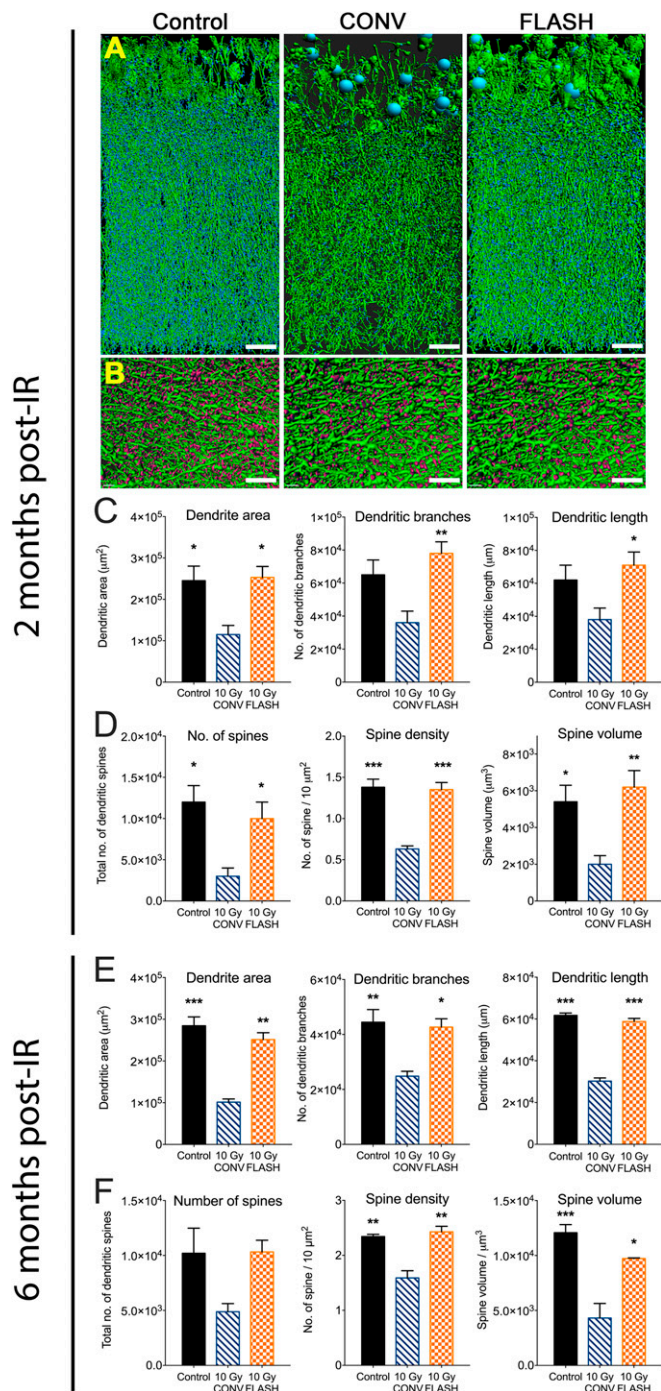 Control CONV FLASH
2 months post-IR
A
B
C
Dendrite area
Dendritic area (μm²)
4×10⁵
3×10⁵
2×10⁵
1×10⁵
0
* *
Control 10 Gy CONV 10 Gy FLASH
Dendritic branches
No. of dendritic branches
1×10⁵
8×10⁴
6×10⁴
4×10⁴
2×10⁴
0
**
Control 10 Gy CONV 10 Gy FLASH
Dendritic length
Dendritic length (μm)
1×10⁵
8×10⁴
6×10⁴
4×10⁴
2×10⁴
0
*
Control 10 Gy CONV 10 Gy FLASH
D
No. of spines
Total no. of dendritic spines
2.0×10⁴
1.5×10⁴
1.0×10⁴
5.0×10³
0.0
* *
Control 10 Gy CONV 10 Gy FLASH
Spine density
No. of spine / 10 μm²
2.0
1.5
1.0
0.5
0.0
*** ***
Control 10 Gy CONV 10 Gy FLASH
Spine volume
Spine volume (μm³)
8×10³
6×10³
4×10³
2×10³
0
* **
Control 10 Gy CONV 10 Gy FLASH
6 months post-IR
E
Dendrite area
Dendritic area (μm²)
4×10⁵
3×10⁵
2×10⁵
1×10⁵
0
*** **
Control 10 Gy CONV 10 Gy FLASH
Dendritic branches
No. of dendritic branches
6×10⁴
4×10⁴
2×10⁴
0
** *
Control 10 Gy CONV 10 Gy FLASH
Dendritic length
Dendritic length (μm)
8×10⁴
6×10⁴
4×10⁴
2×10⁴
0
*** ***
Control 10 Gy CONV 10 Gy FLASH
F
Number of spines
Total no. of dendritic spines
1.5×10⁴
1.0×10⁴
5.0×10³
0.0
Control 10 Gy CONV 10 Gy FLASH
Spine density
No. of spine / 10 μm²
3
2
1
0
** **
Control 10 Gy CONV 10 Gy FLASH
Spine volume
Spine volume / μm³
1.5×10⁴
1.0×10⁴
5.0×10³
0.0
*** *
Control 10 Gy CONV 10 Gy FLASH